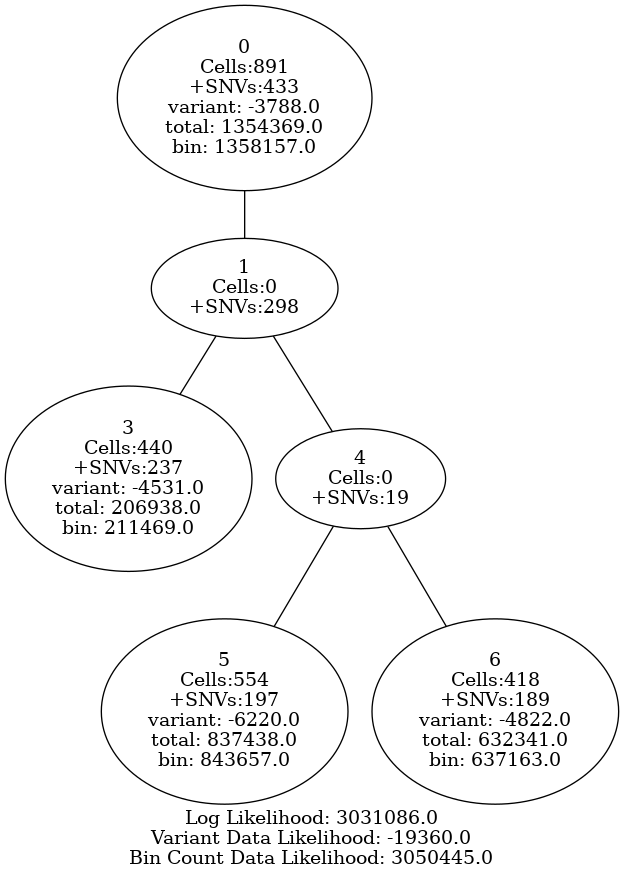 0
Cells:891
+SNVs:433
variant: -3788.0
total: 1354369.0
bin: 1358157.0
1
Cells:0
+SNVs:298
3
Cells:440
+SNVs:237
variant: -4531.0
total: 206938.0
bin: 211469.0
4
Cells:0
+SNVs:19
5
Cells:554
+SNVs:197
variant: -6220.0
total: 837438.0
bin: 843657.0
6
Cells:418
+SNVs:189
variant: -4822.0
total: 632341.0
bin: 637163.0
Log Likelihood: 3031086.0
Variant Data Likelihood: -19360.0
Bin Count Data Likelihood: 3050445.0